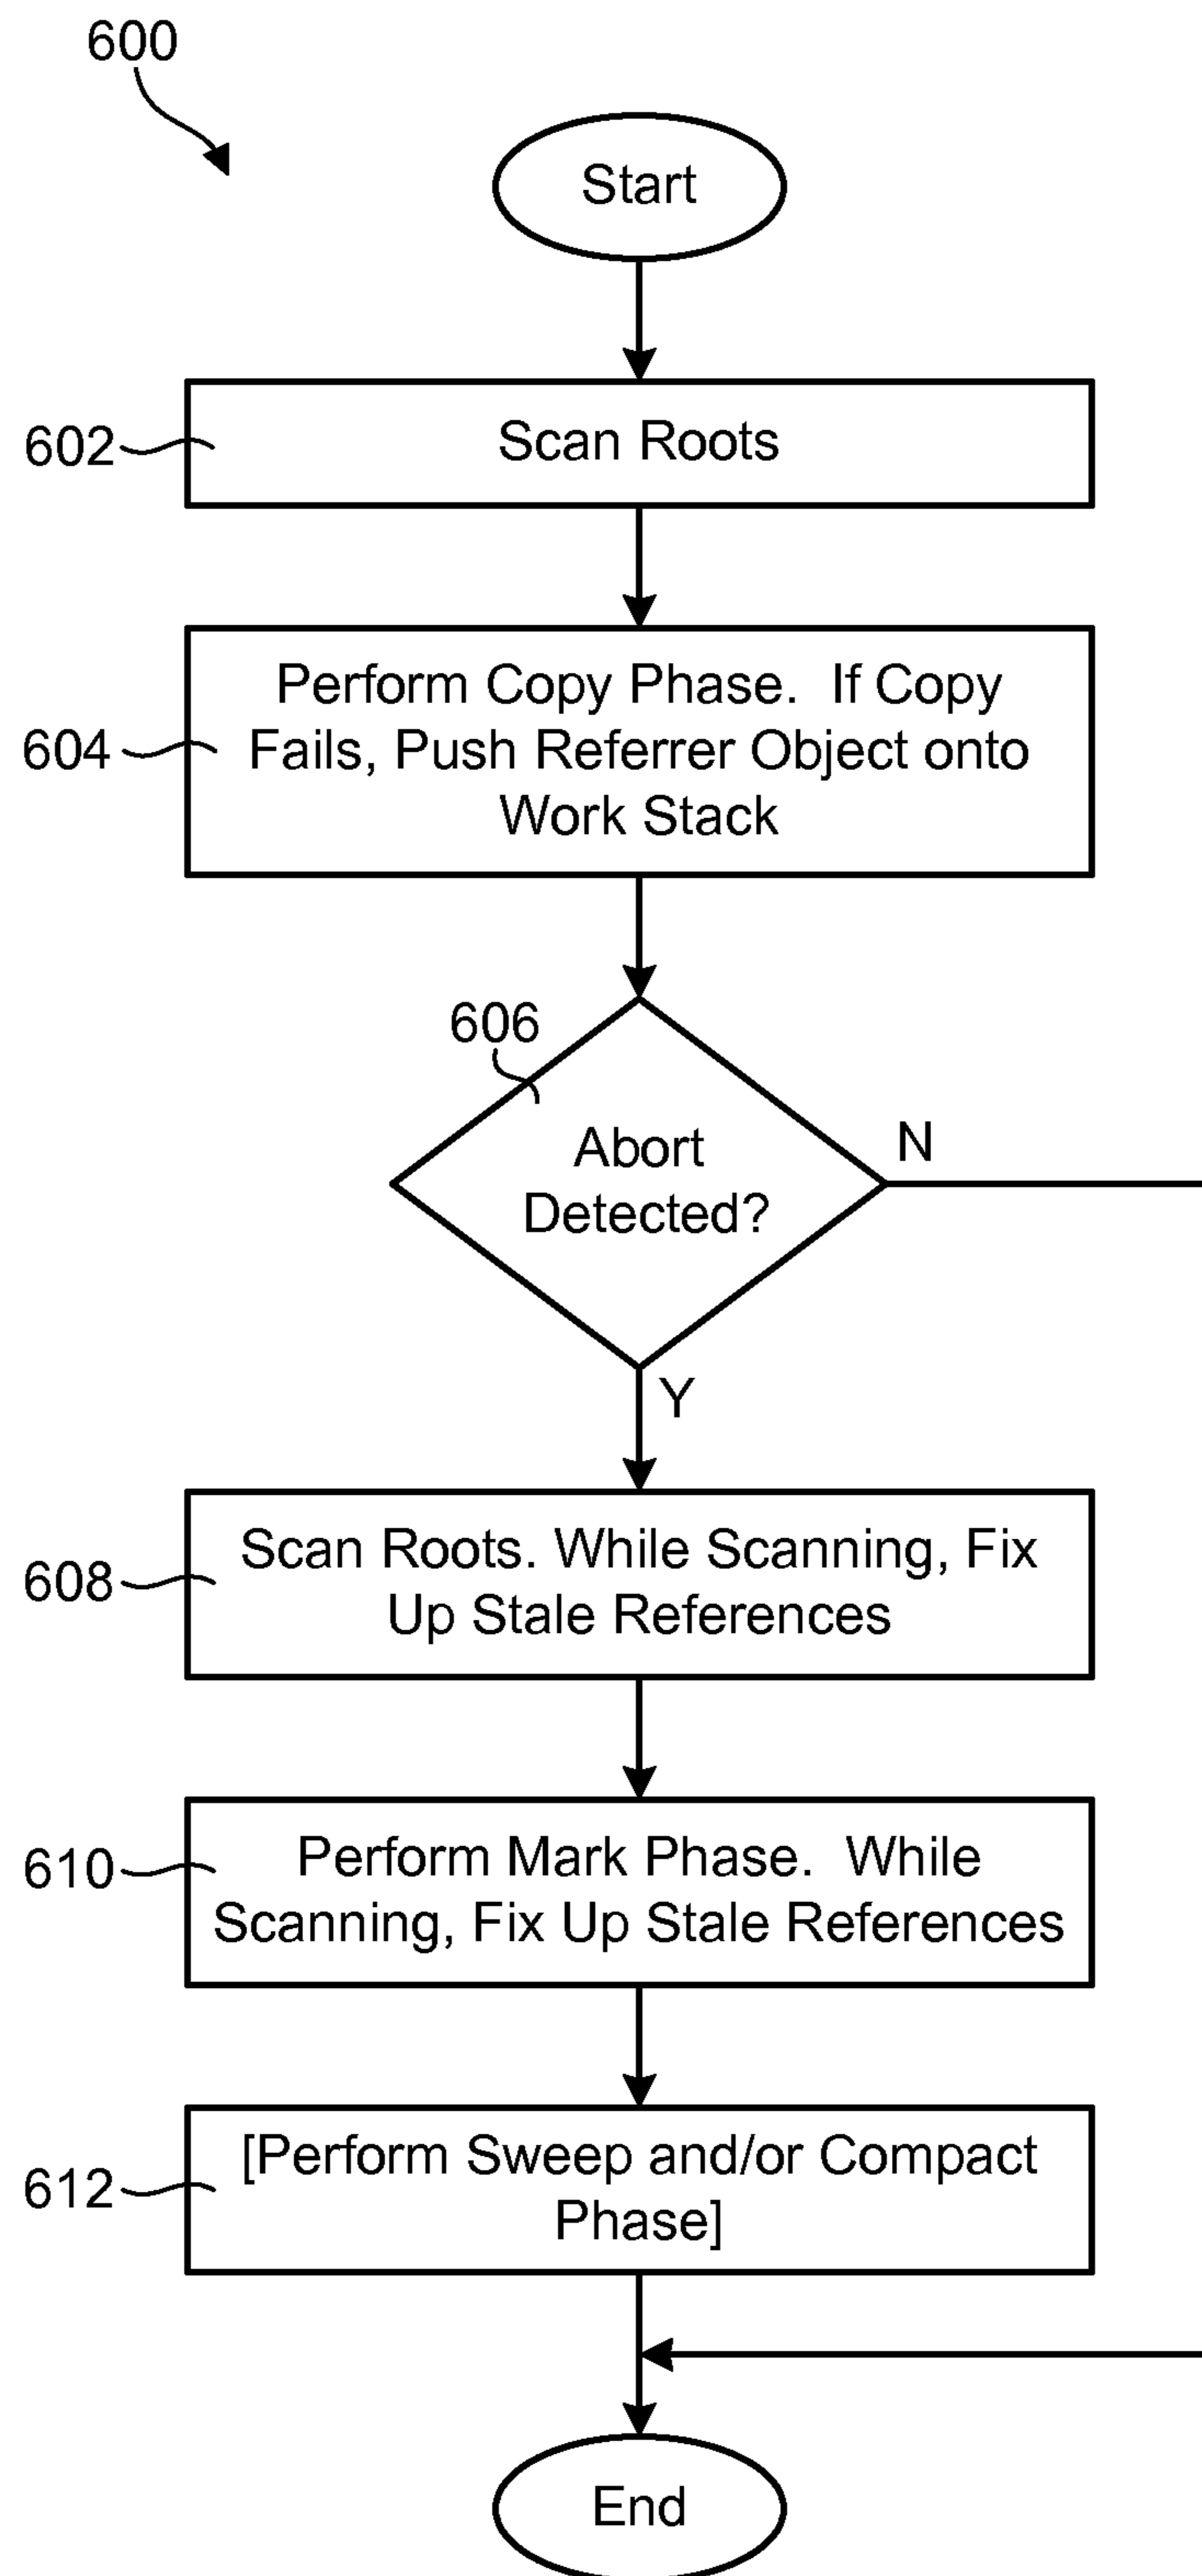 600
Start
602
Scan Roots
604
Perform Copy Phase.  If Copy
Fails, Push Referrer Object onto
Work Stack
606
Abort
Detected?
N
Y
608
Scan Roots. While Scanning, Fix
Up Stale References
610
Perform Mark Phase.  While
Scanning, Fix Up Stale References
612
[Perform Sweep and/or Compact
Phase]
End